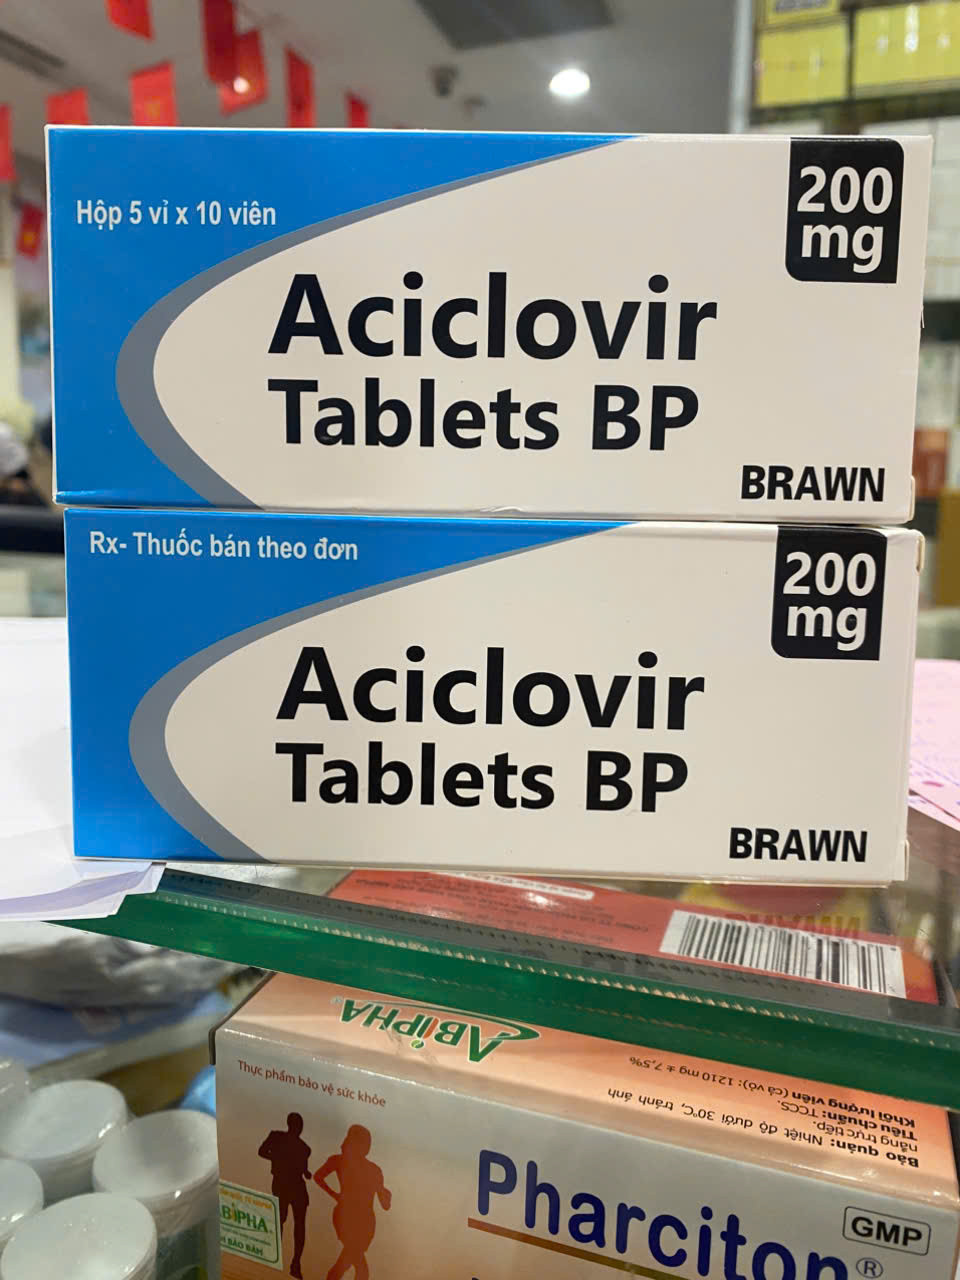 Hộp 5 vỉ x 10 viên
200
mg
Aciclovir
Tablets BP
BRAWN
Rx- Thuốc bán theo đơn
200
mg
Aciclovir
Tablets BP
BRAWN
ABIPHA®
Thực phẩm bảo vệ sức khỏe
Khối lượng viên (cả vỏ): 1210 mg ± 7,5%
Tiêu chuẩn: TCCS.
Bảo quản: Nhiệt độ dưới 30°C, tránh ánh
nắng trực tiếp.
ABIPHA
Pharciton®
GMP